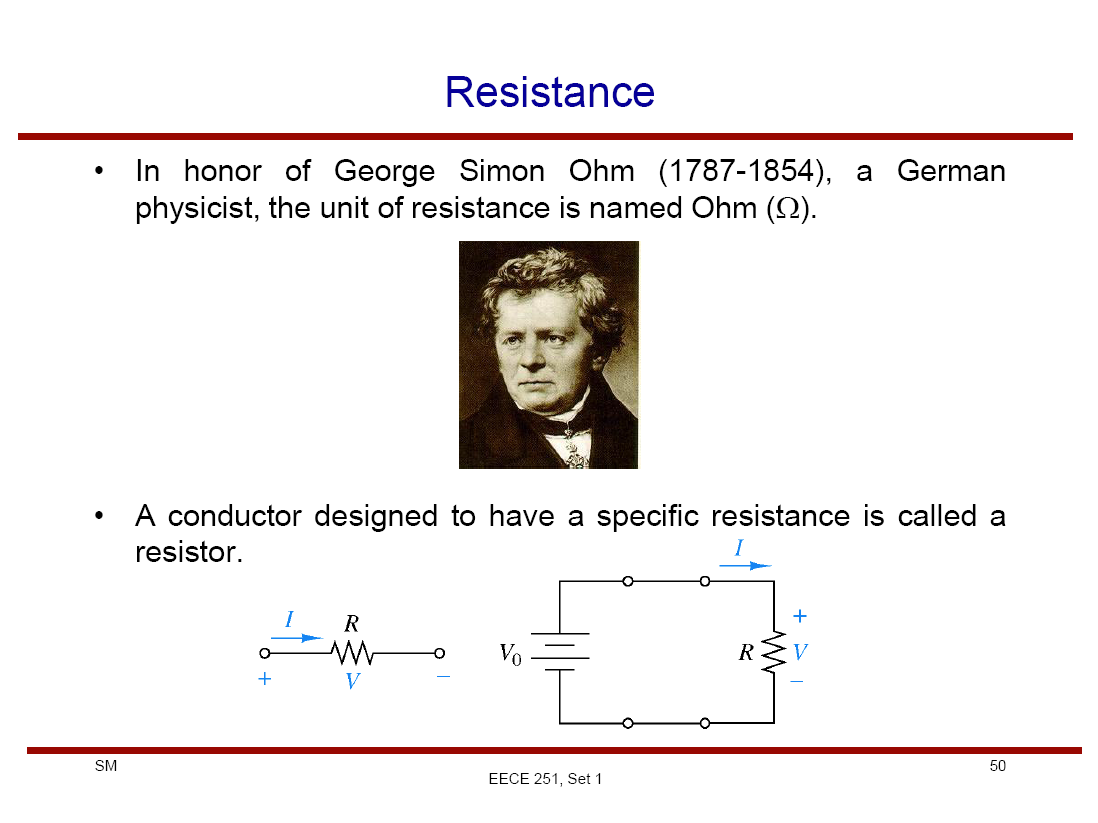 Resistance
• In honor of George Simon Ohm (1787-1854), a German
physicist, the unit of resistance is named Ohm (Ω).
• A conductor designed to have a specific resistance is called a
resistor.
I
I R
+ V −
V0
R
+
V
−
SM
EECE 251, Set 1
50